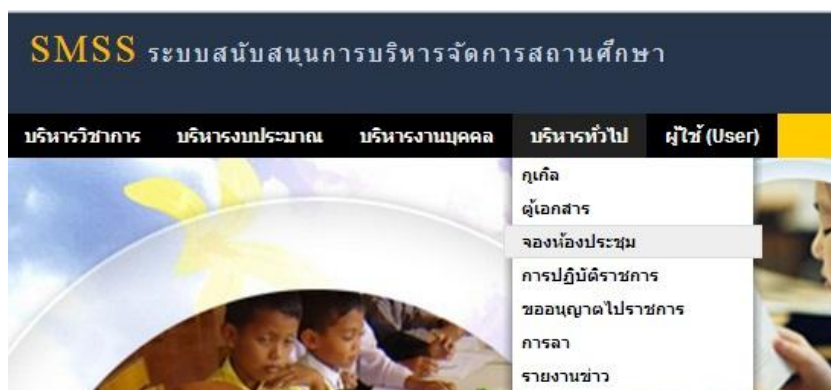 SMSS ระบบสนับสนุนการบริหารจัดการสถานศึกษา
บริหารวิชาการ บริหารงบประมาณ บริหารงานบุคคล บริหารทั่วไป ผู้ใช้ (User)
กูเกิล
ตู้เอกสาร
จองห้องประชุม
การปฏิบัติราชการ
ขออนุญาตไปราชการ
การลา
รายงานข่าว